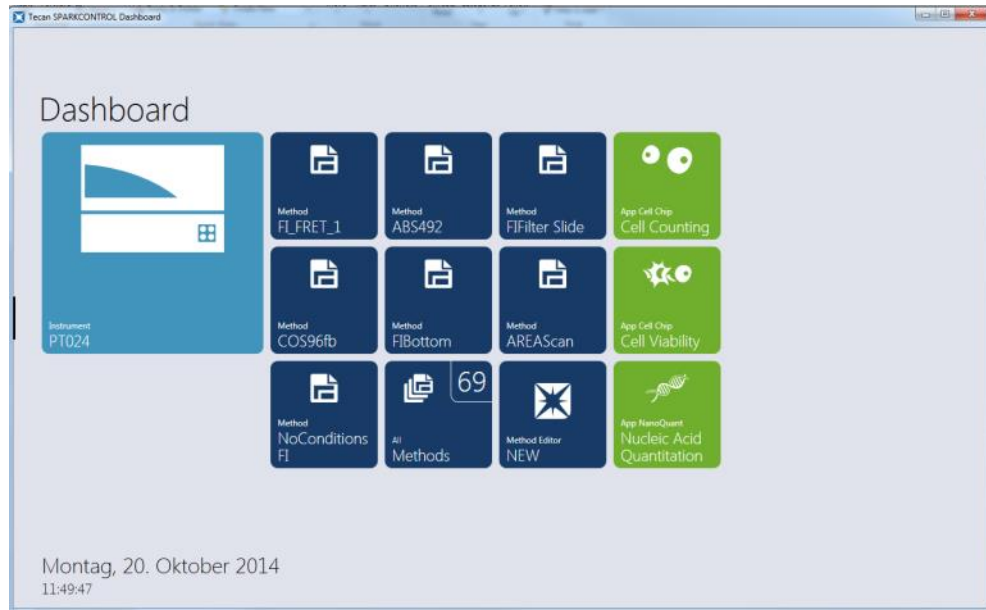 Tecan SPARKCONTROL Dashboard
Dashboard
Instrument
PT024
Method
FI_FRET_1
Method
ABS492
Method
FIFilter Slide
App Cell Chip
Cell Counting
Method
COS96fb
Method
FIBottom
Method
AREAScan
App Cell Chip
Cell Viability
Method
NoConditions
FI
69
All
Methods
Method Editor
NEW
App NanoQuant
Nucleic Acid
Quantitation
Montag, 20. Oktober 2014
11:49:47